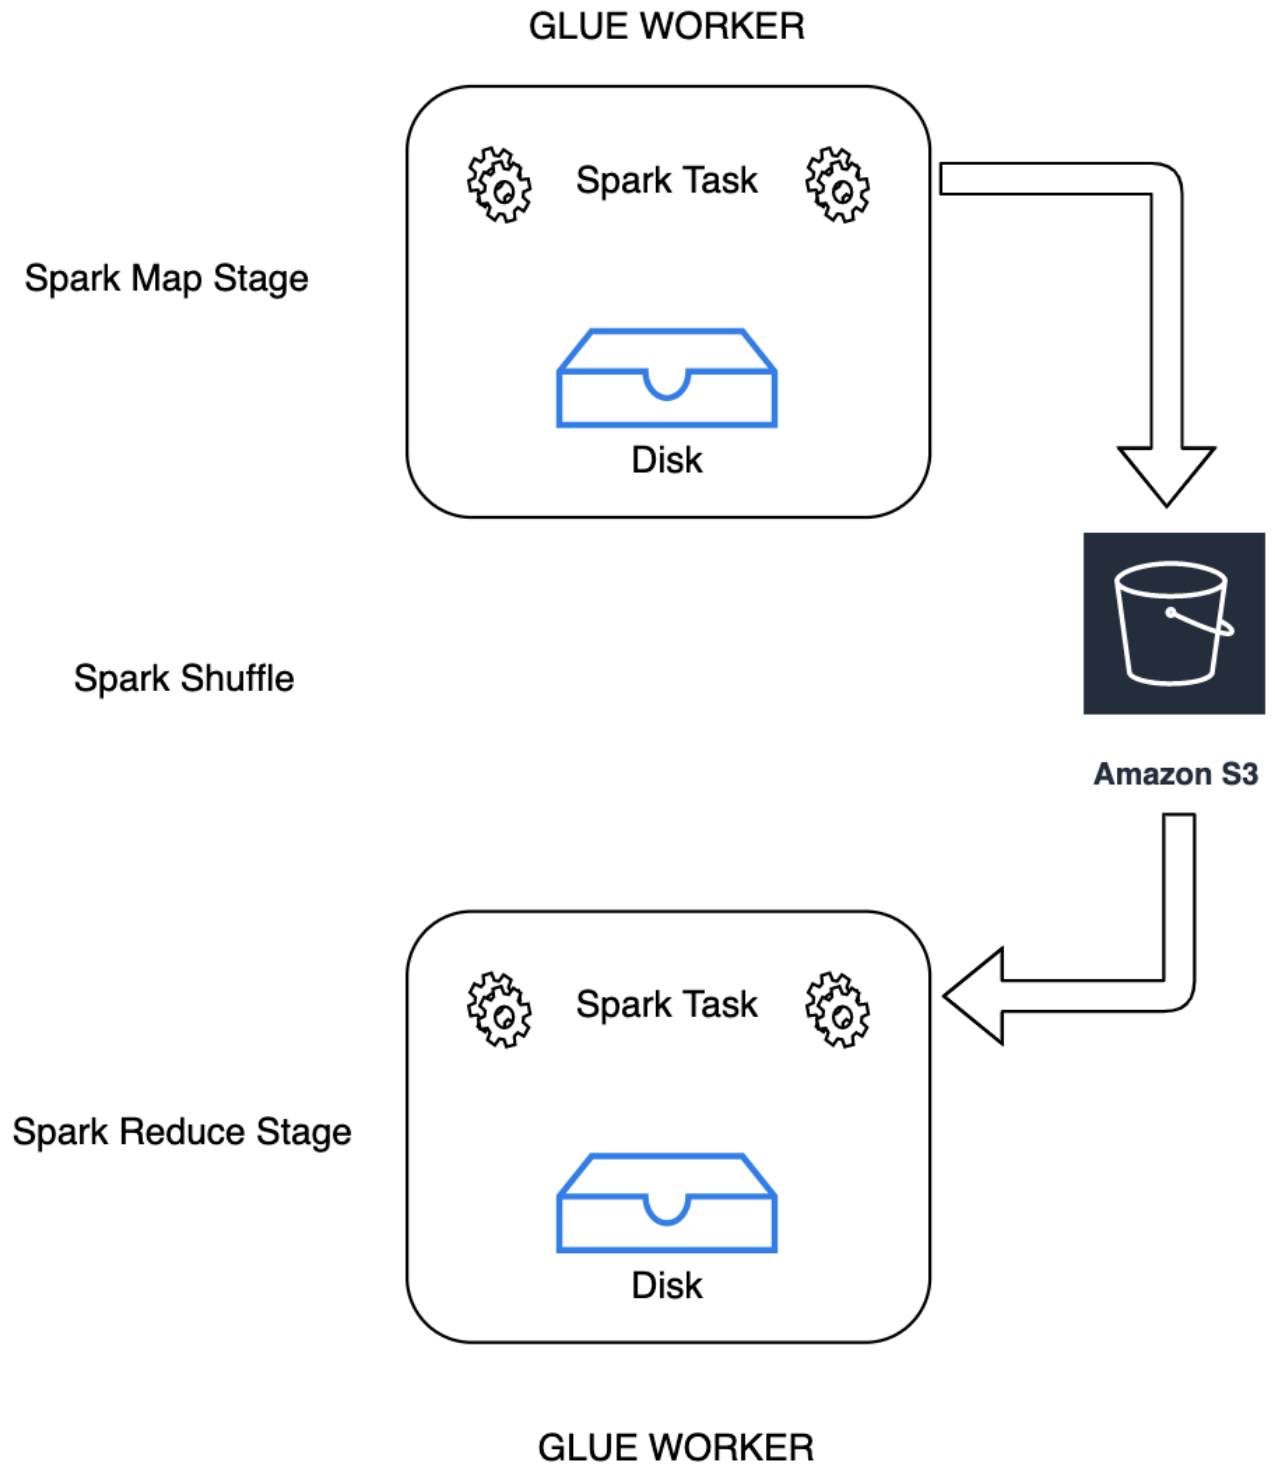 GLUE WORKER
Spark Task
Spark Map Stage
Disk
Spark Shuffle
Amazon S3
Spark Task
Spark Reduce Stage
Disk
GLUE WORKER